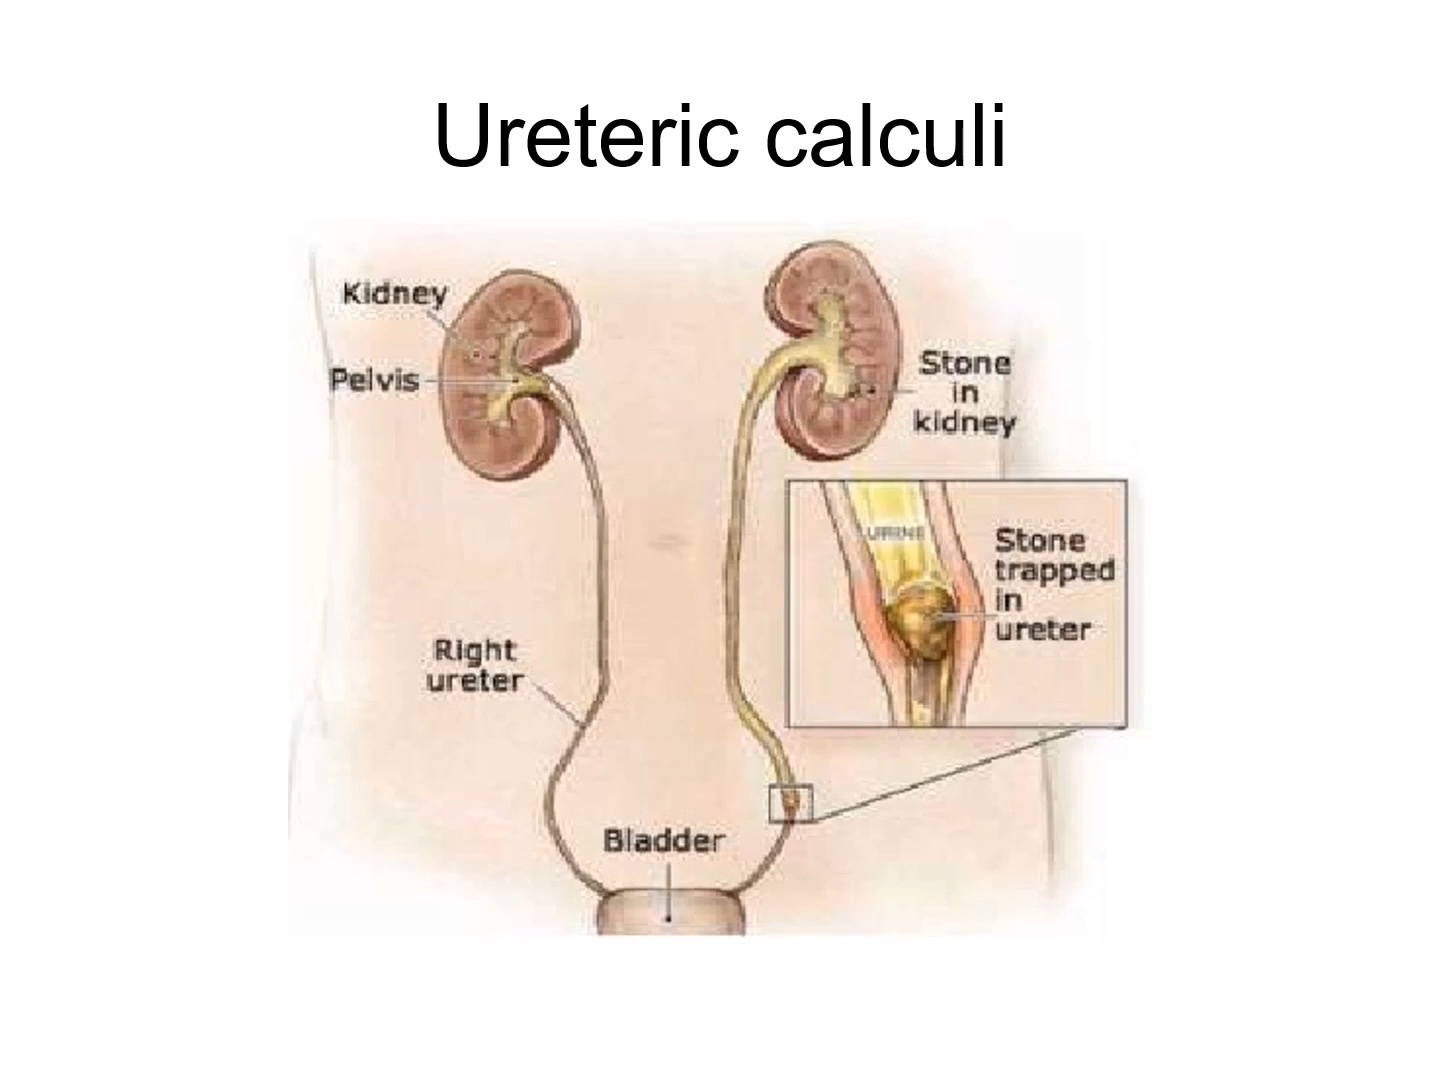 Ureteric calculi
Kidney
Pelvis
Stone
in
kidney
URINE
Stone
trapped
in
ureter
Right
ureter
Bladder